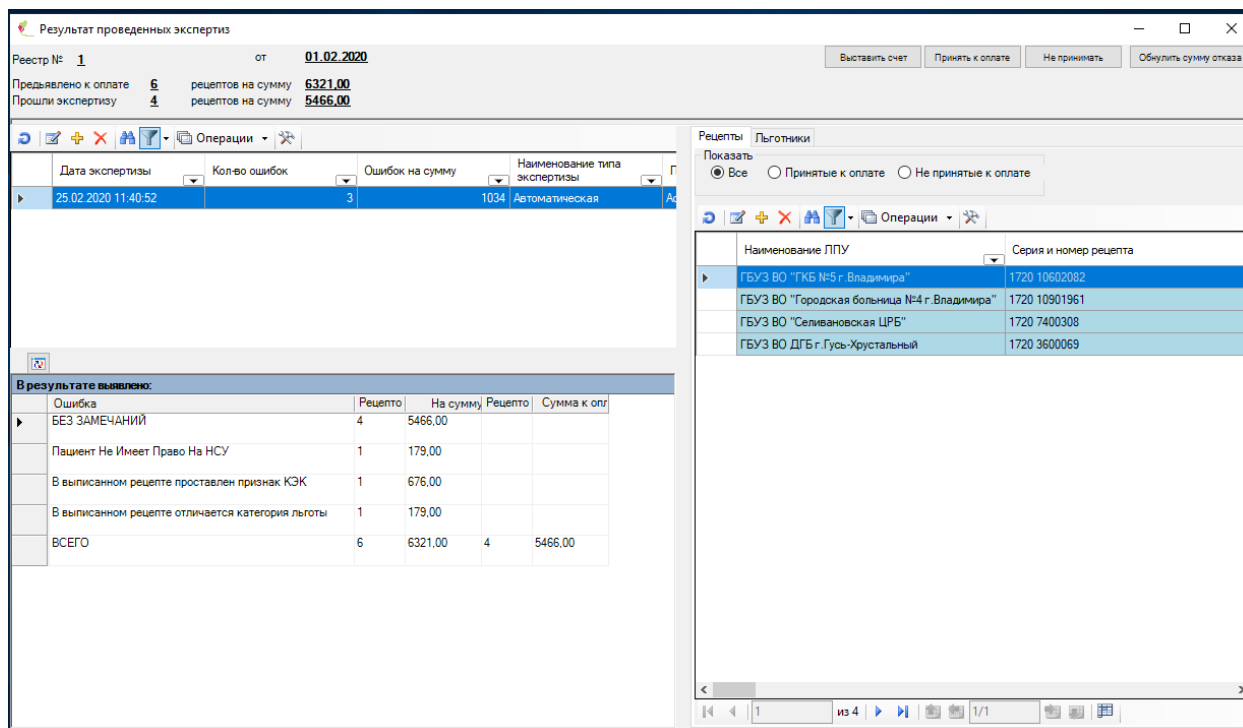 Результат проведенных экспертиз
Реестр № 1 от 01.02.2020
Выставить счет Принять к оплате Не принимать Обнулить сумму отказа
Предьявлено к оплате 6 рецептов на сумму 6321,00
Прошли экспертизу 4 рецептов на сумму 5466,00
Операции
Дата экспертизы Кол-во ошибок Ошибок на сумму Наименование типа экспертизы П
25.02.2020 11:40:52 3 1034 Автоматическая Ас
В результате выявлено:
Ошибка Рецепто На сумму Рецепто Сумма к опл
БЕЗ ЗАМЕЧАНИЙ 4 5466,00
Пациент Не Имеет Право На НСУ 1 179,00
В выписанном рецепте проставлен признак КЭК 1 676,00
В выписанном рецепте отличается категория льготы 1 179,00
ВСЕГО 6 6321,00 4 5466,00
Рецепты Льготники
Показать
Все Принятые к оплате Не принятые к оплате
Операции
Наименование ЛПУ Серия и номер рецепта
ГБУЗ ВО "ГКБ №5 г.Владимира" 1720 10602082
ГБУЗ ВО "Городская больница №4 г.Владимира" 1720 10901961
ГБУЗ ВО "Селивановская ЦРБ" 1720 7400308
ГБУЗ ВО ДГБ г.Гусь-Хрустальный 1720 3600069
1 из 4 1/1